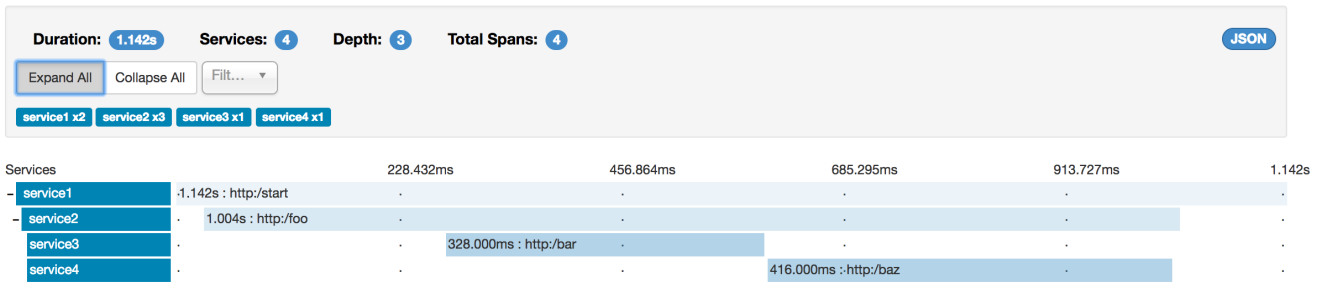 Duration: 1.142s Services: 4 Depth: 3 Total Spans: 4 JSON
Expand All Collapse All Filt... ▼
service1 x2 service2 x3 service3 x1 service4 x1
Services 228.432ms 456.864ms 685.295ms 913.727ms 1.142s
- service1 1.142s : http:/start
- service2 1.004s : http:/foo
service3 328.000ms : http:/bar
service4 416.000ms : http:/baz